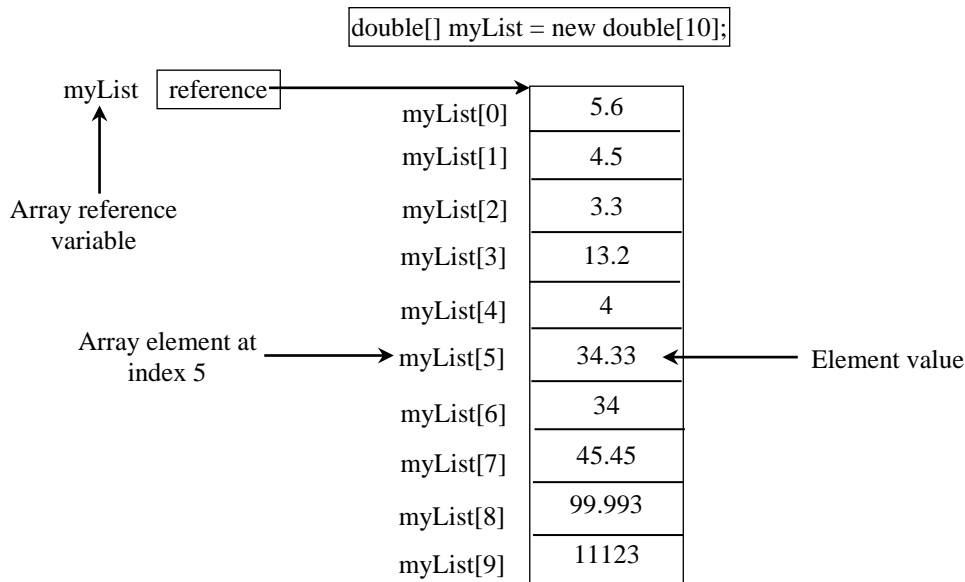 double[] myList = new double[10];
myList reference
myList[0] 5.6
myList[1] 4.5
Array reference
variable
myList[2] 3.3
myList[3] 13.2
myList[4] 4
Array element at
index 5
myList[5] 34.33 Element value
myList[6] 34
myList[7] 45.45
myList[8] 99.993
myList[9] 11123